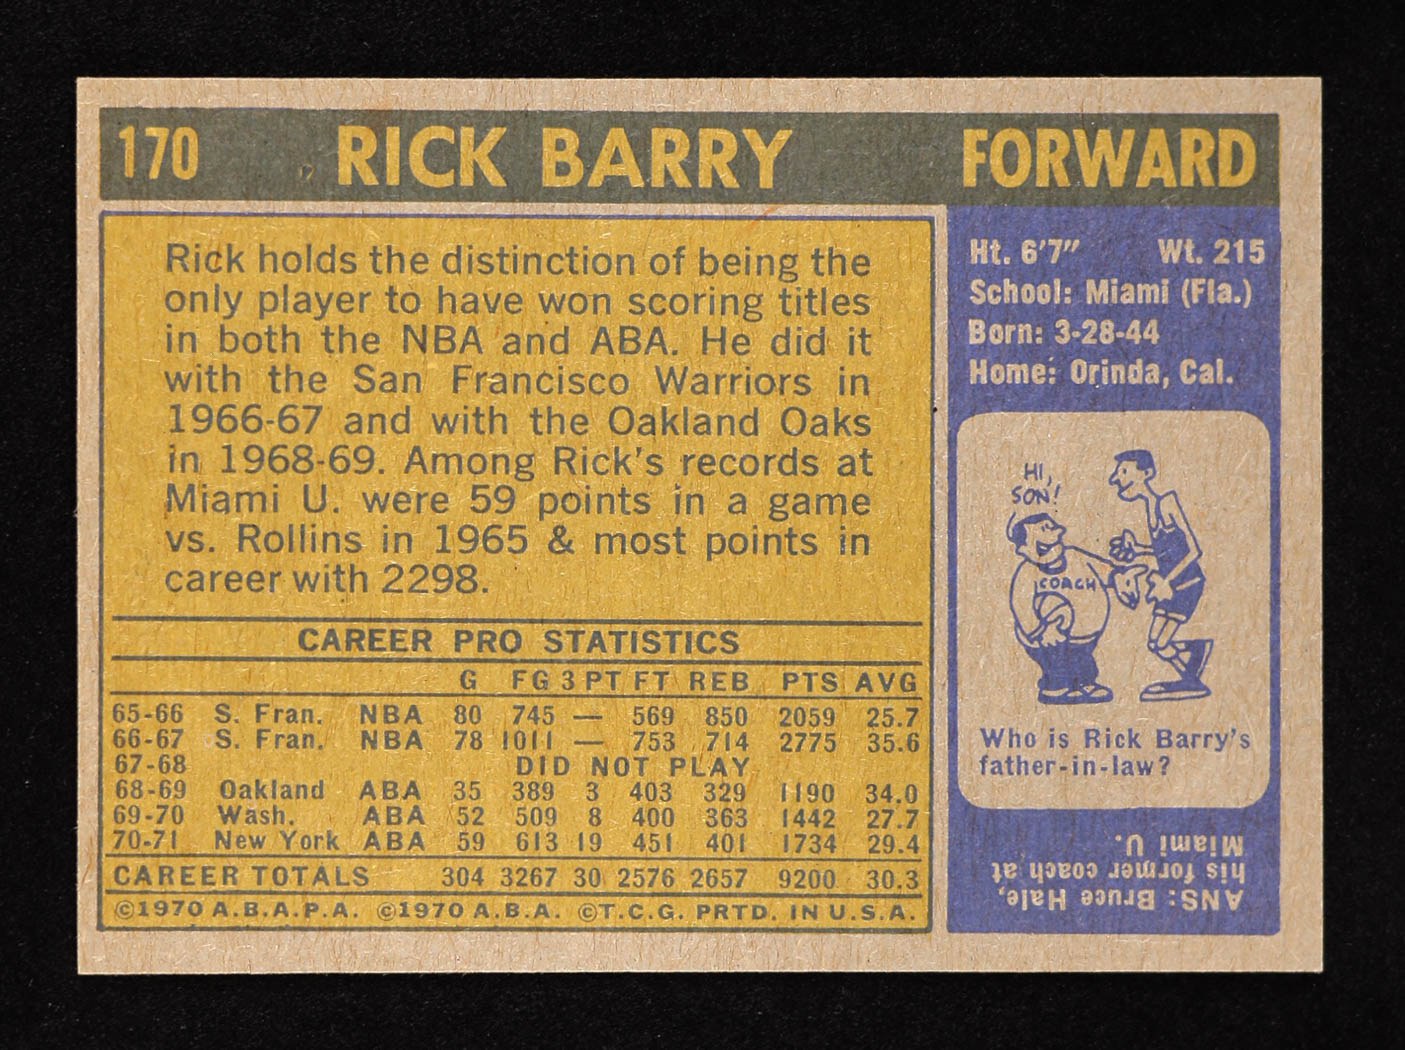 170 RICK BARRY FORWARD
Rick holds the distinction of being the
only player to have won scoring titles
in both the NBA and ABA. He did it
with the San Francisco Warriors in
1966-67 and with the Oakland Oaks
in 1968-69. Among Rick's records at
Miami U. were 59 points in a game
vs. Rollins in 1965 & most points in
career with 2298.
CAREER PRO STATISTICS
G FG 3 PT FT REB PTS AVG
65-66 S. Fran. NBA 80 745 — 569 850 2059 25.7
66-67 S. Fran. NBA 78 1011 — 753 714 2775 35.6
67-68 DID NOT PLAY
68-69 Oakland ABA 35 389 3 403 329 1190 34.0
69-70 Wash. ABA 52 509 8 400 363 1442 27.7
70-71 New York ABA 59 613 19 451 401 1734 29.4
CAREER TOTALS 304 3267 30 2576 2657 9200 30.3
©1970 A.B.A.P.A. ©1970 A.B.A. ©T.C.G. PRTD. IN U.S.A.
Ht. 6'7" Wt. 215
School: Miami (Fla.)
Born: 3-28-44
Home: Orinda, Cal.
HI,
SON!
COACH
Who is Rick Barry's
father-in-law?
ANS: Bruce Hale,
his former coach at
Miami U.